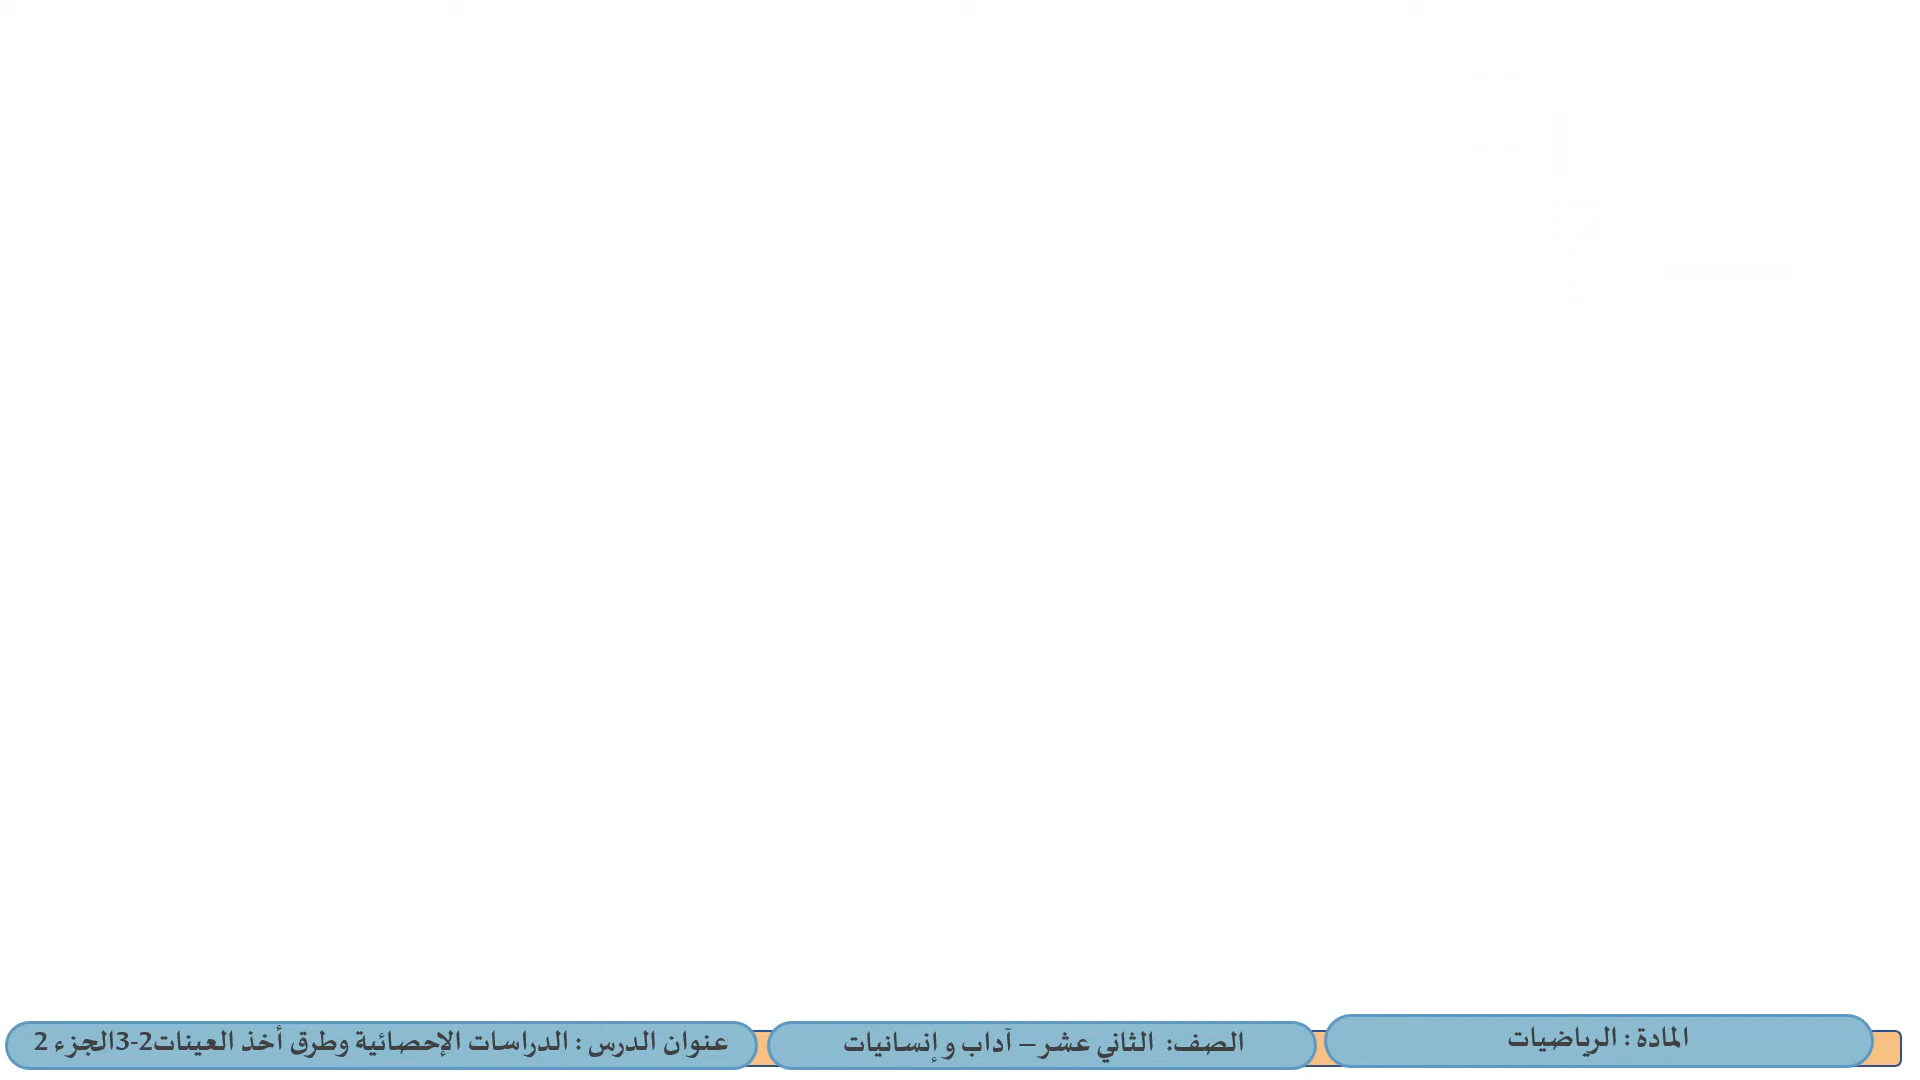 المادة : الرياضيات
الصف: الثاني عشر – آداب و إنسانيات
عنوان الدرس : الدراسات الإحصائية وطرق أخذ العينات2-3الجزء 2